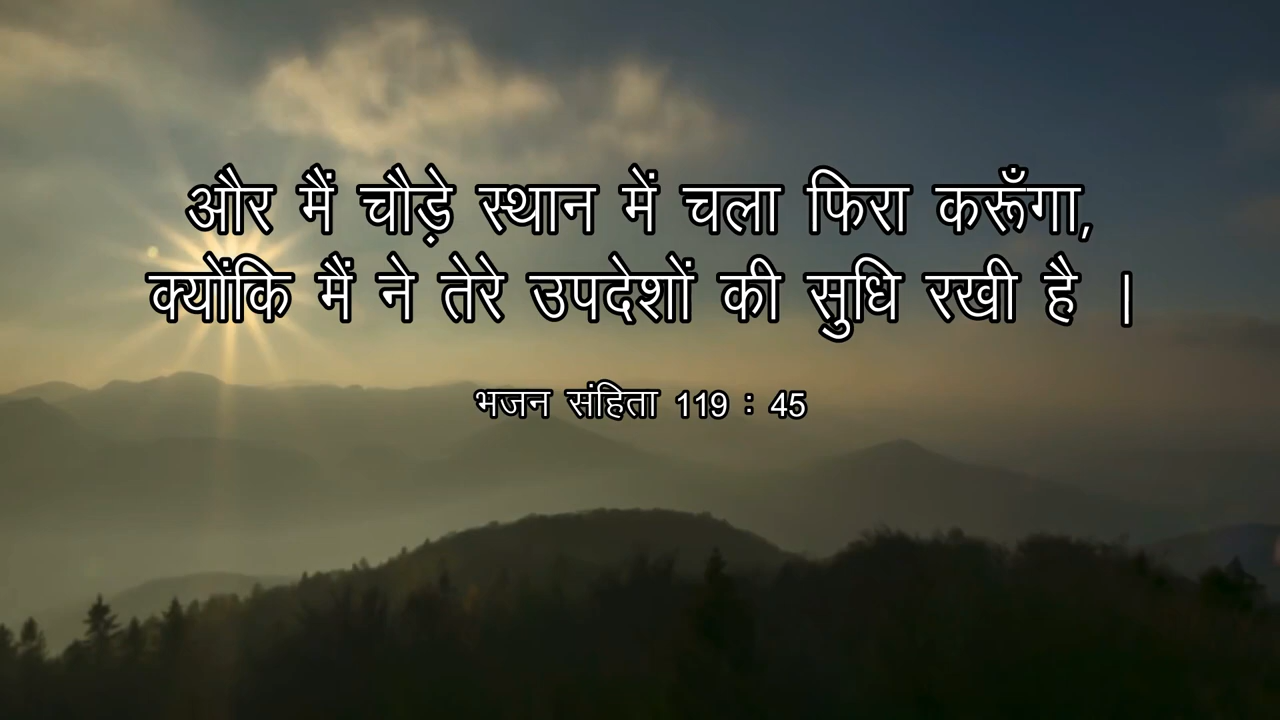 और मैं चौड़े स्थान में चला फिरा करूँगा,
क्योंकि मैं ने तेरे उपदेशों की सुधि रखी है ।
भजन संहिता 119 : 45